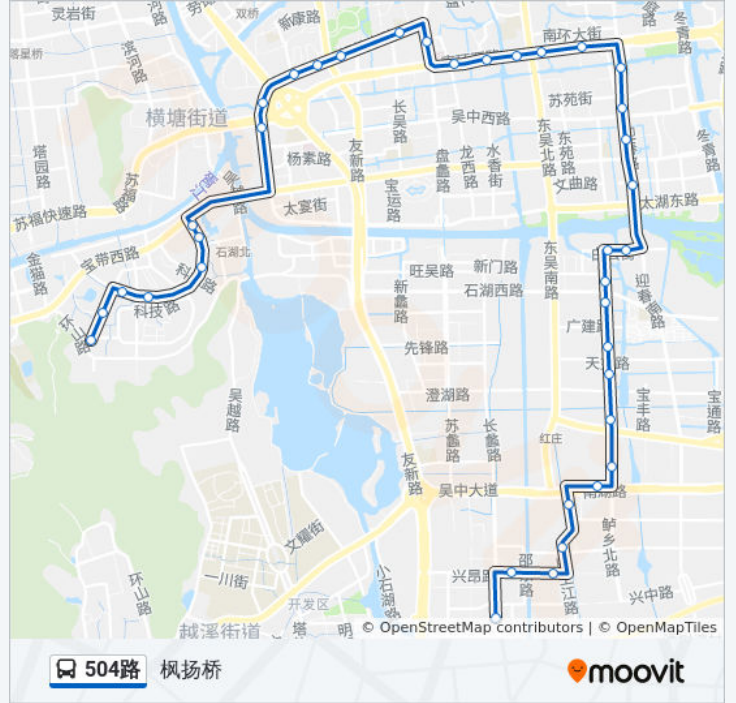 灵岩街
劳
双桥
新康路
滨河路
南环大街
冬青路
横塘街道
长吴路
吴中西路
苏苑街
东吴北路
东苑路
冬青路
塔园路
杨素路
友新路
盘蠡路
龙西路
水香街
文曲路
苏福路
太湖东路
苏福快速路
太宴街
宝运路
金猫路
宝带西路
石湖北
旺吴路
新门路
东吴南路
石湖西路
新蠡路
迎春南路
科技路
环山路
广建路
先锋路
吴越路
澄湖路
宝丰路
宝通路
苏蠡路
长蠡路
红庄
友新路
吴中大道
文耀街
鲈乡北路
一川街
兴昂路
环山路
小石湖路
兴中路
开发区
越溪街道
© OpenStreetMap contributors | © OpenMapTiles
504路 枫扬桥
moovit